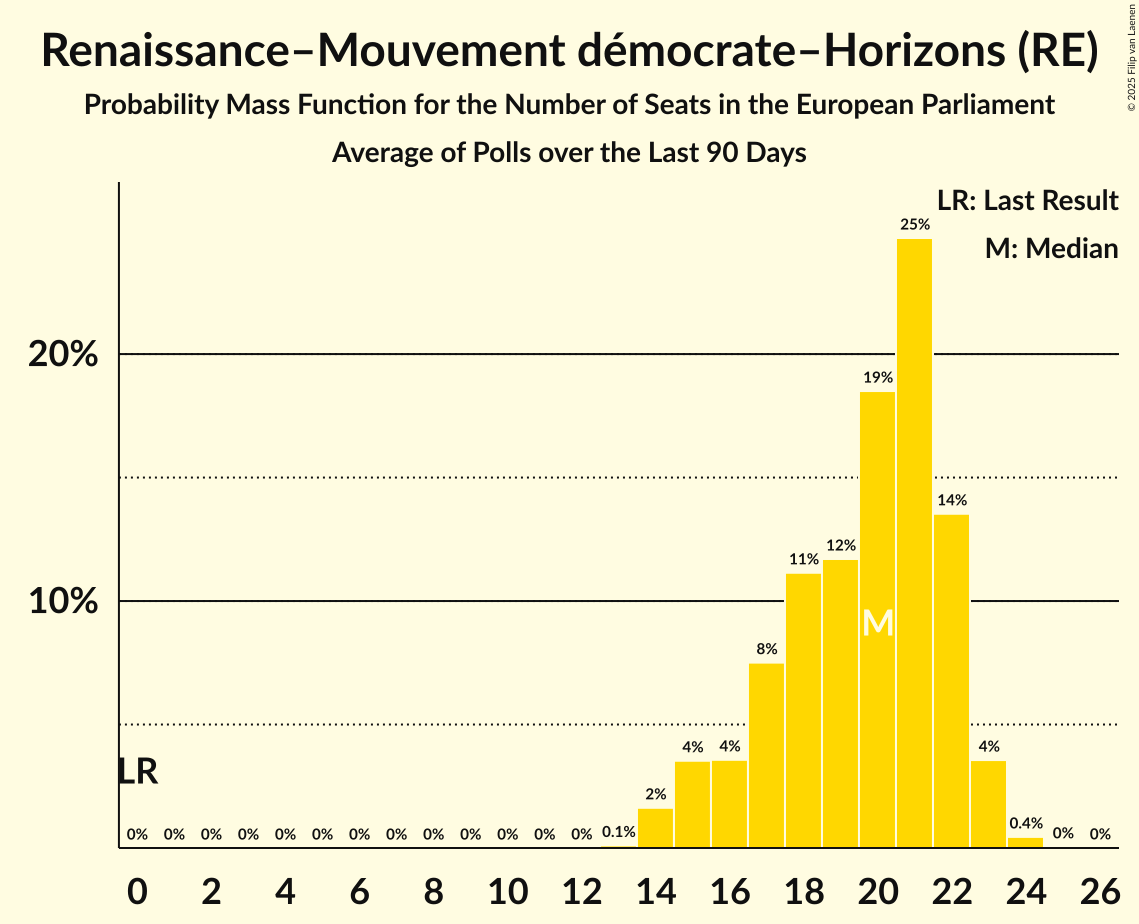 Renaissance–Mouvement démocrate–Horizons (RE)
Probability Mass Function for the Number of Seats in the European Parliament
Average of Polls over the Last 90 Days
© 2025 Filip van Laenen
LR: Last Result
M: Median
25%
20%
19%
14%
12%
11%
10%
M
8%
4% 4% 4%
LR
2%
0% 0% 0% 0% 0% 0% 0% 0% 0% 0% 0% 0% 0% 0.1% 0.4% 0% 0%
0 2 4 6 8 10 12 14 16 18 20 22 24 26